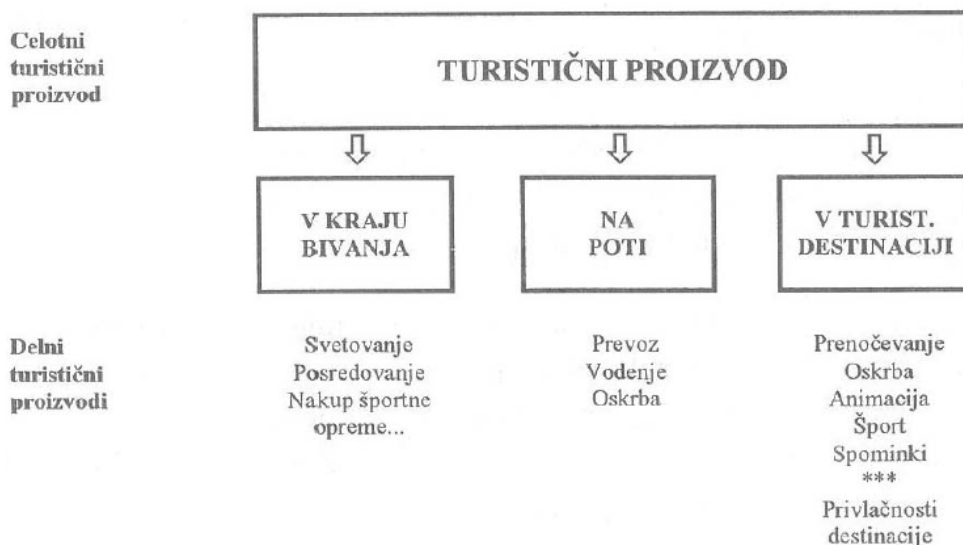 Celotni
turistični
proizvod
TURISTIČNI PROIZVOD
V KRAJU
BIVANJA
NA
POTI
V TURIST.
DESTINACIJI
Delni
turistični
proizvodi
Svetovanje
Posredovanje
Nakup športne
opreme...
Prevoz
Vodenje
Oskrba
Prenočevanje
Oskrba
Animacija
Šport
Spominki
***
Privlačnosti
destinacije